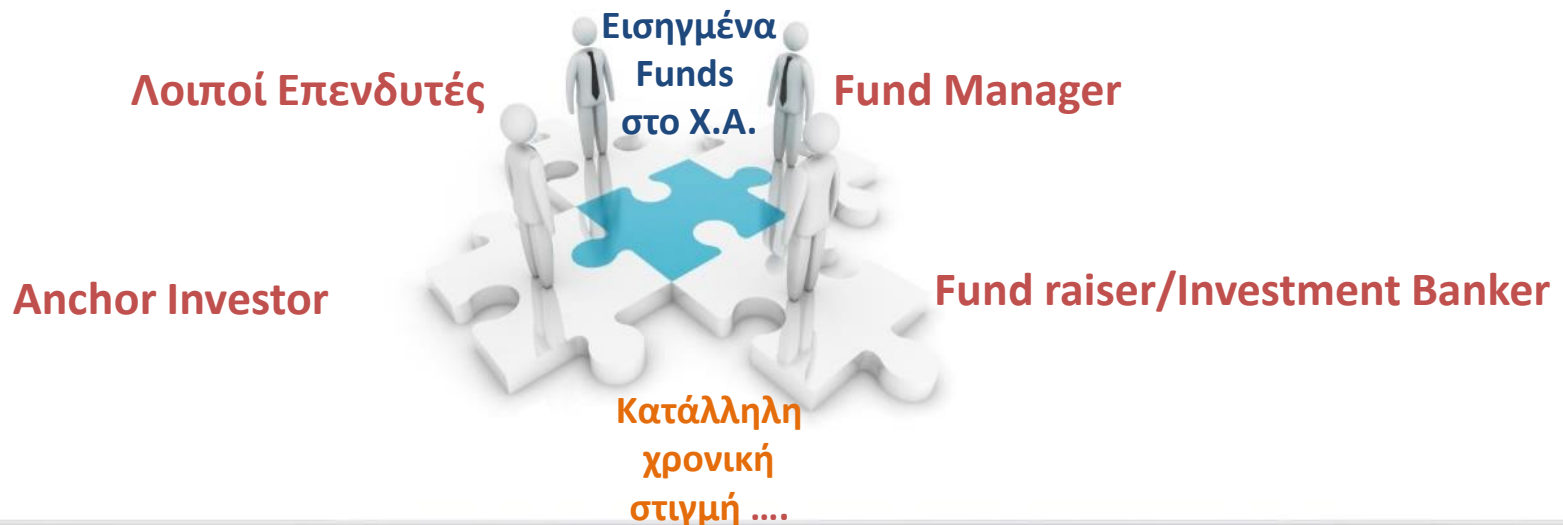 Εισηγμένα
Funds
στο Χ.Α.
Λοιποί Επενδυτές
Fund Manager
Anchor Investor
Fund raiser/Investment Banker
Κατάλληλη
χρονική
στιγμή ....